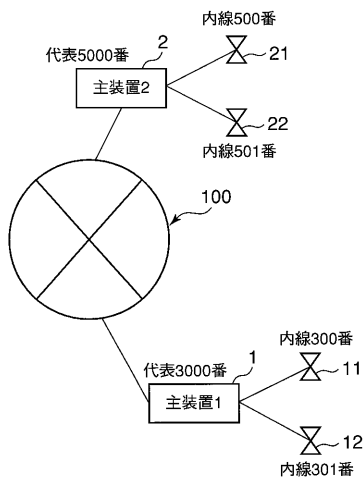 内線500番
代表5000番
2
主装置2
21
22
内線501番
100
代表3000番
1
内線300番
主装置1
11
12
内線301番